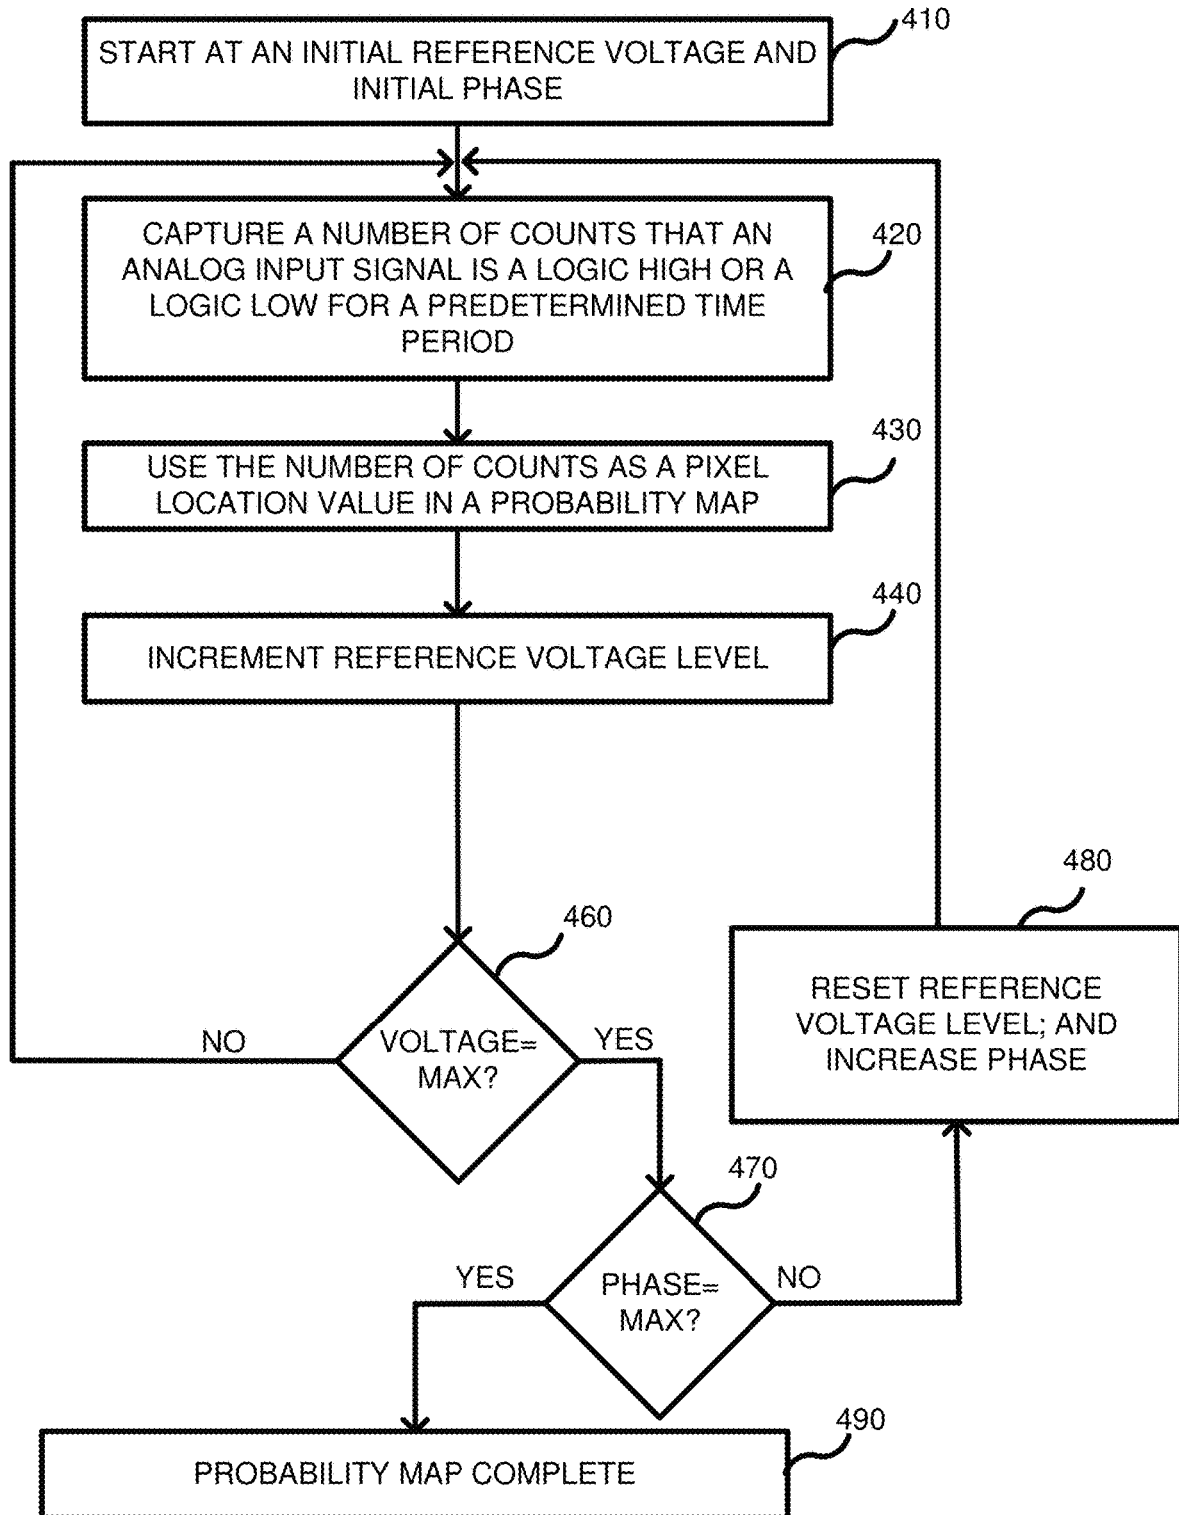 410
START AT AN INITIAL REFERENCE VOLTAGE AND
INITIAL PHASE
CAPTURE A NUMBER OF COUNTS THAT AN
ANALOG INPUT SIGNAL IS A LOGIC HIGH OR A
LOGIC LOW FOR A PREDETERMINED TIME
PERIOD
420
430
USE THE NUMBER OF COUNTS AS A PIXEL
LOCATION VALUE IN A PROBABILITY MAP
440
INCREMENT REFERENCE VOLTAGE LEVEL
460
VOLTAGE=
MAX?
NO
YES
480
RESET REFERENCE
VOLTAGE LEVEL; AND
INCREASE PHASE
470
PHASE=
MAX?
YES
NO
490
PROBABILITY MAP COMPLETE